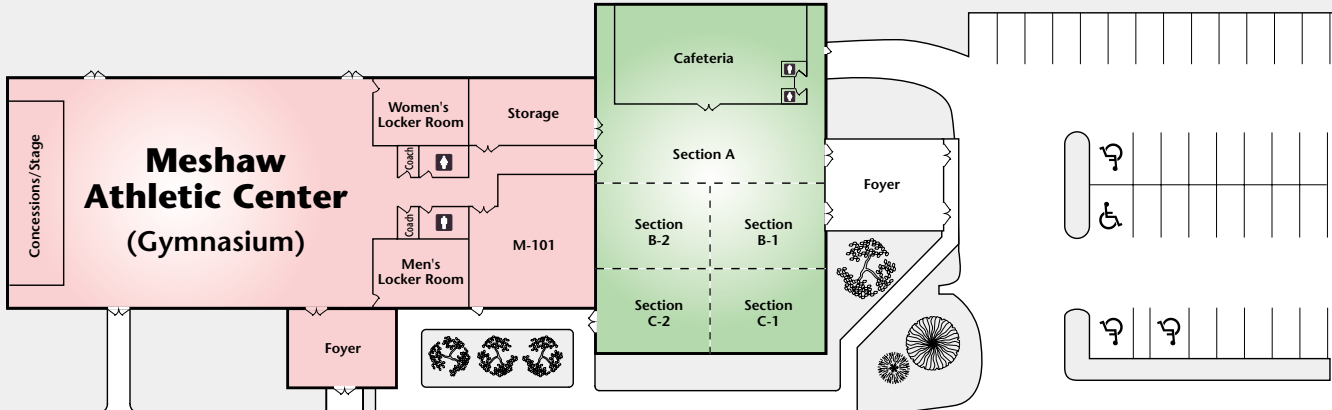 Concessions/Stage
Meshaw
Athletic Center
(Gymnasium)
Women's
Locker Room
Storage
Coach
Coach
Men's
Locker Room
M-101
Foyer
Cafeteria
Section A
Section
B-2
Section
B-1
Section
C-2
Section
C-1
Foyer